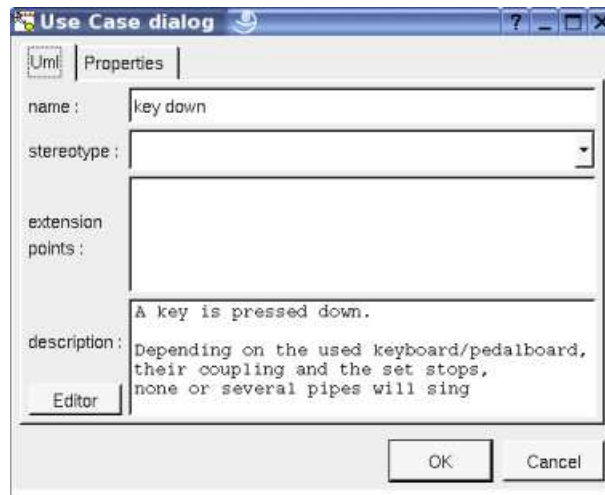 Use Case dialog
?
Uml Properties
name : key down
stereotype :
extension
points :
A key is pressed down.
description : Depending on the used keyboard/pedalboard,
their coupling and the set stops,
Editor none or several pipes will sing
OK Cancel